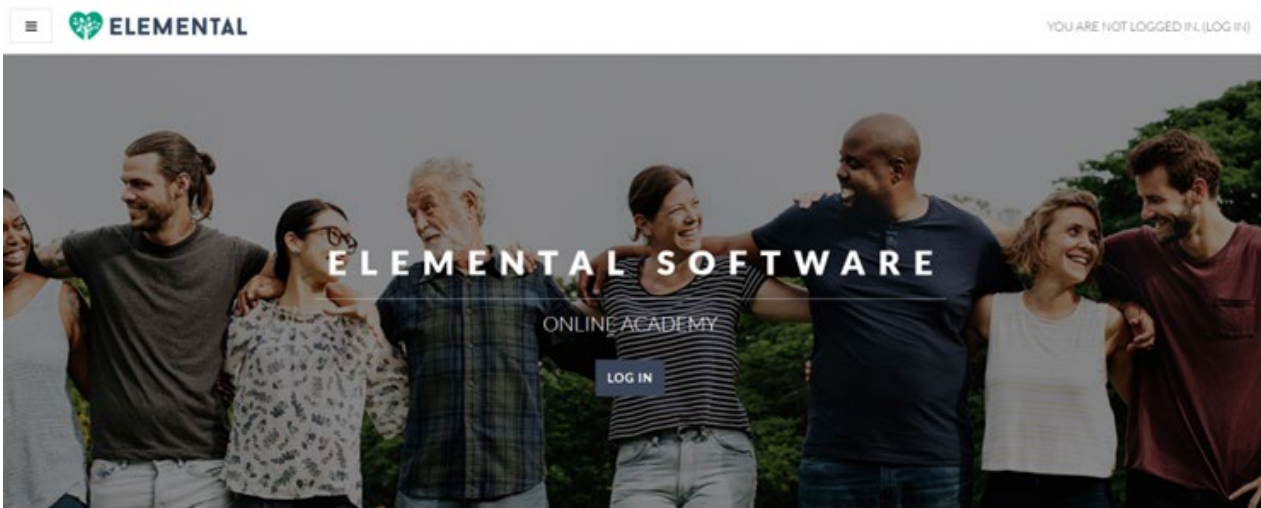 ELEMENTAL
YOU ARE NOT LOGGED IN. (LOG IN)
ELEMENTAL SOFTWARE
ONLINE ACADEMY
LOG IN